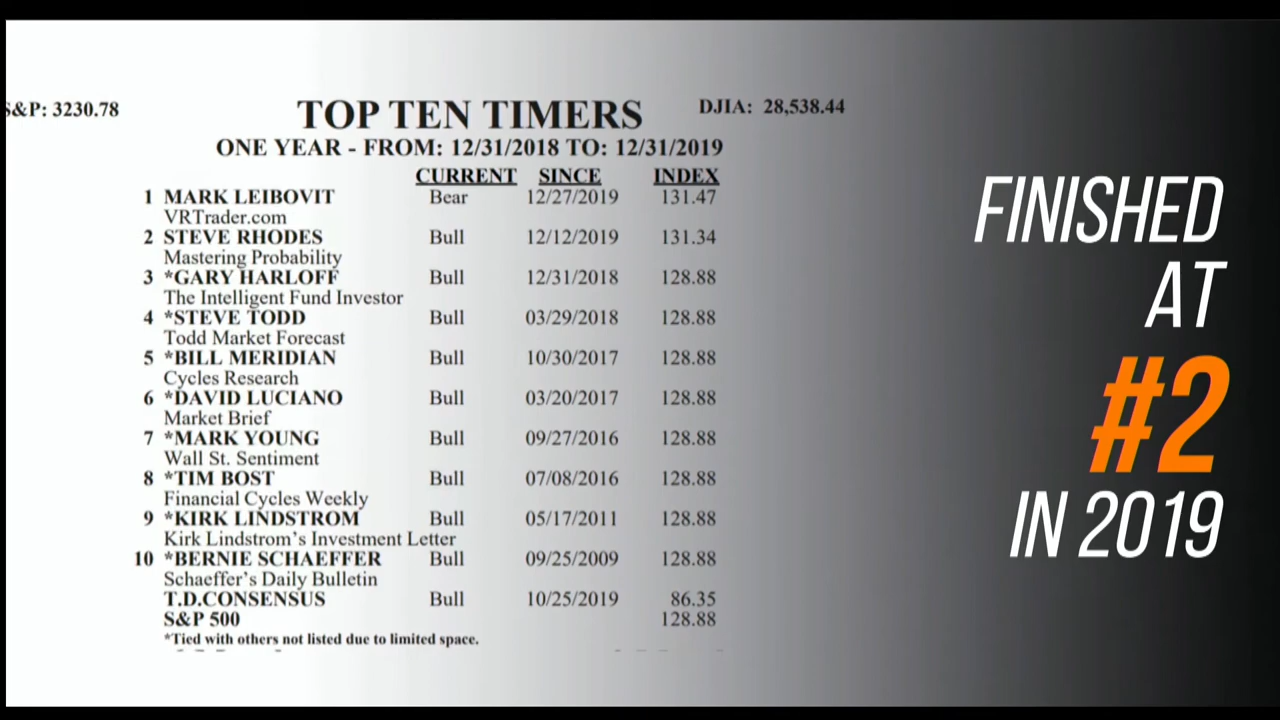 S&P: 3230.78
TOP TEN TIMERS
DJIA: 28,538.44
ONE YEAR - FROM: 12/31/2018 TO: 12/31/2019
CURRENT SINCE INDEX
1 MARK LEIBOVIT Bear 12/27/2019 131.47
VRTrader.com
2 STEVE RHODES Bull 12/12/2019 131.34
Mastering Probability
3 *GARY HARLOFF Bull 12/31/2018 128.88
The Intelligent Fund Investor
4 *STEVE TODD Bull 03/29/2018 128.88
Todd Market Forecast
5 *BILL MERIDIAN Bull 10/30/2017 128.88
Cycles Research
6 *DAVID LUCIANO Bull 03/20/2017 128.88
Market Brief
7 *MARK YOUNG Bull 09/27/2016 128.88
Wall St. Sentiment
8 *TIM BOST Bull 07/08/2016 128.88
Financial Cycles Weekly
9 *KIRK LINDSTROM Bull 05/17/2011 128.88
Kirk Lindstrom's Investment Letter
10 *BERNIE SCHAEFFER Bull 09/25/2009 128.88
Schaeffer's Daily Bulletin
T.D.CONSENSUS Bull 10/25/2019 86.35
S&P 500 128.88
*Tied with others not listed due to limited space.
FINISHED
AT
#2
IN 2019